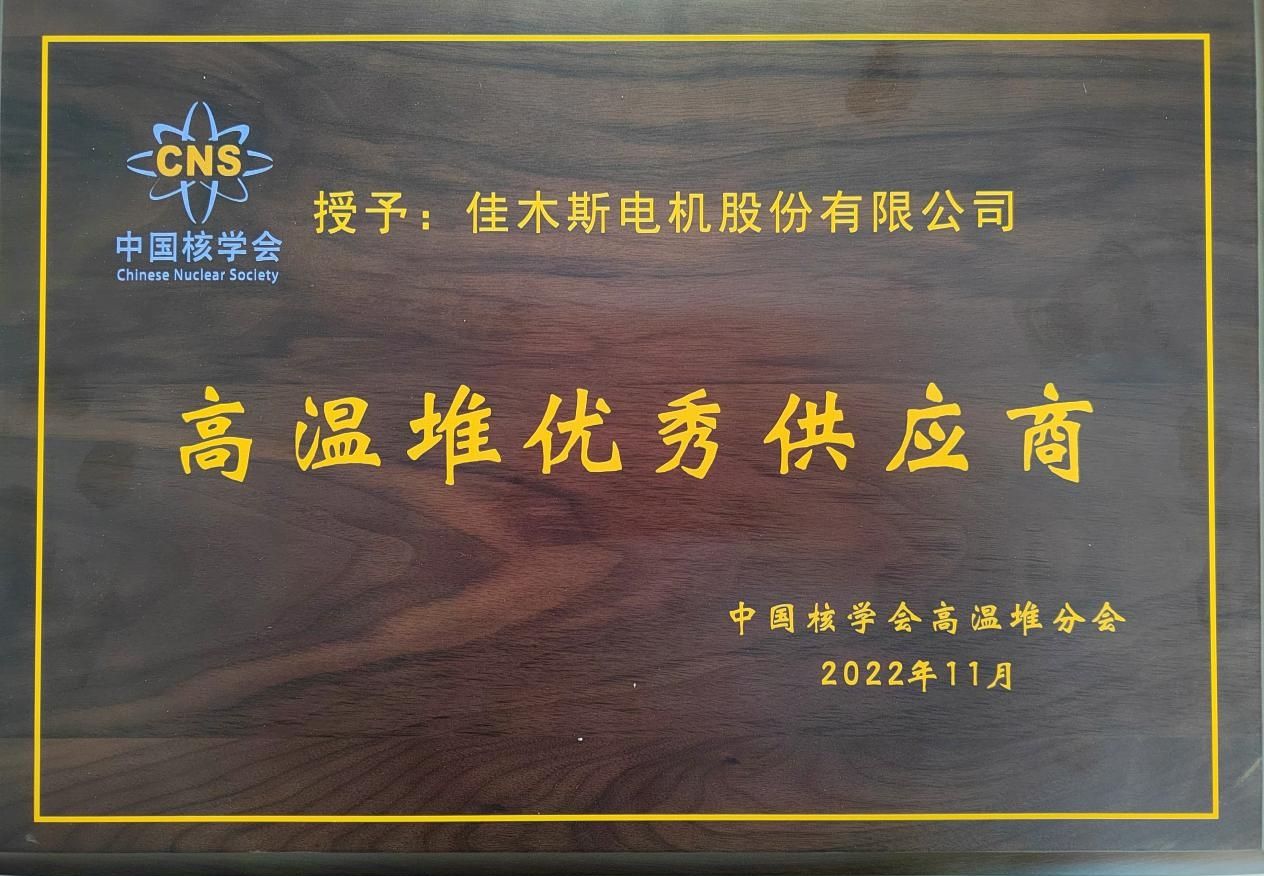 CNS
中国核学会
Chinese Nuclear Society
授予：佳木斯电机股份有限公司
高温堆优秀供应商
中国核学会高温堆分会
2022年11月